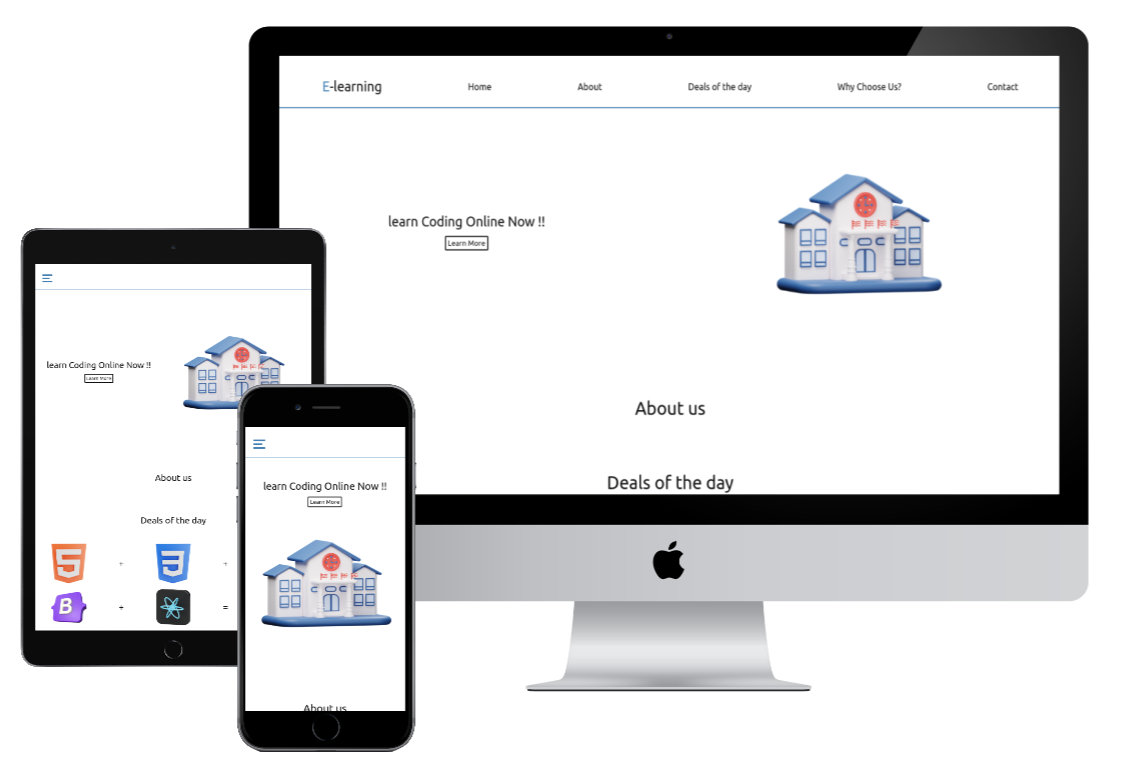 E-learning Home About Deals of the day Why Choose Us? Contact
learn Coding Online Now !!
Learn More
About us
Deals of the day
learn Coding Online Now !!
Learn More
About us
Deals of the day
5 + 3 +
B + =
learn Coding Online Now !!
Learn More
About us